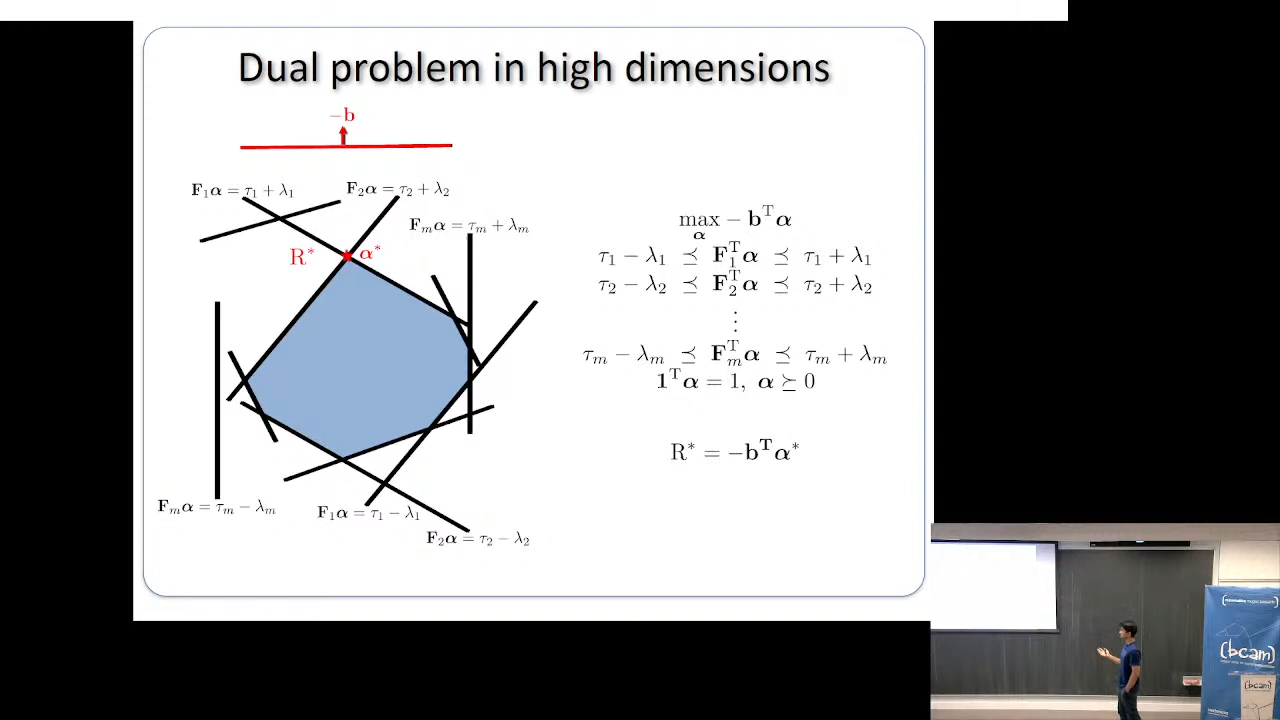 Dual problem in high dimensions
−b
F₁α = τ₁ + λ₁
F₂α = τ₂ + λ₂
Fₘα = τₘ + λₘ
R* α*
Fₘα = τₘ − λₘ
F₁α = τ₁ − λ₁
F₂α = τ₂ − λ₂
max − bᵀα
α
τ₁ − λ₁ ⪯ F₁ᵀα ⪯ τ₁ + λ₁
τ₂ − λ₂ ⪯ F₂ᵀα ⪯ τ₂ + λ₂
⋮
τₘ − λₘ ⪯ Fₘᵀα ⪯ τₘ + λₘ
1ᵀα = 1, α ⪰ 0
R* = −bᵀα*
(bcam)
(bcam)